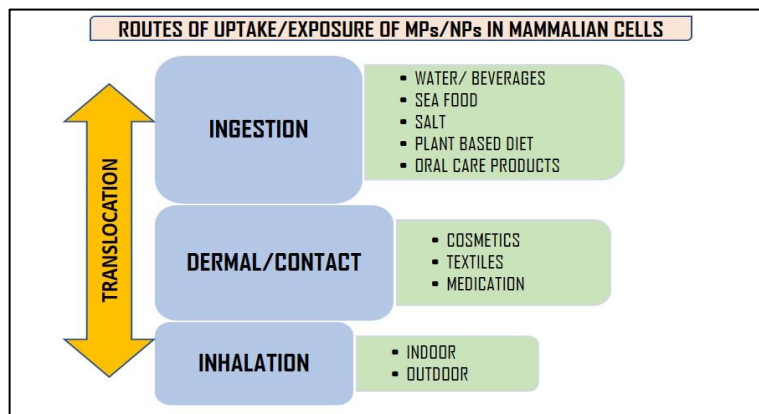 ROUTES OF UPTAKE/EXPOSURE OF MPs/NPs IN MAMMALIAN CELLS
TRANSLOCATION
INGESTION
▪ WATER/ BEVERAGES
▪ SEA FOOD
▪ SALT
▪ PLANT BASED DIET
▪ ORAL CARE PRODUCTS
DERMAL/CONTACT
▪ COSMETICS
▪ TEXTILES
▪ MEDICATION
INHALATION
▪ INDOOR
▪ OUTDOOR